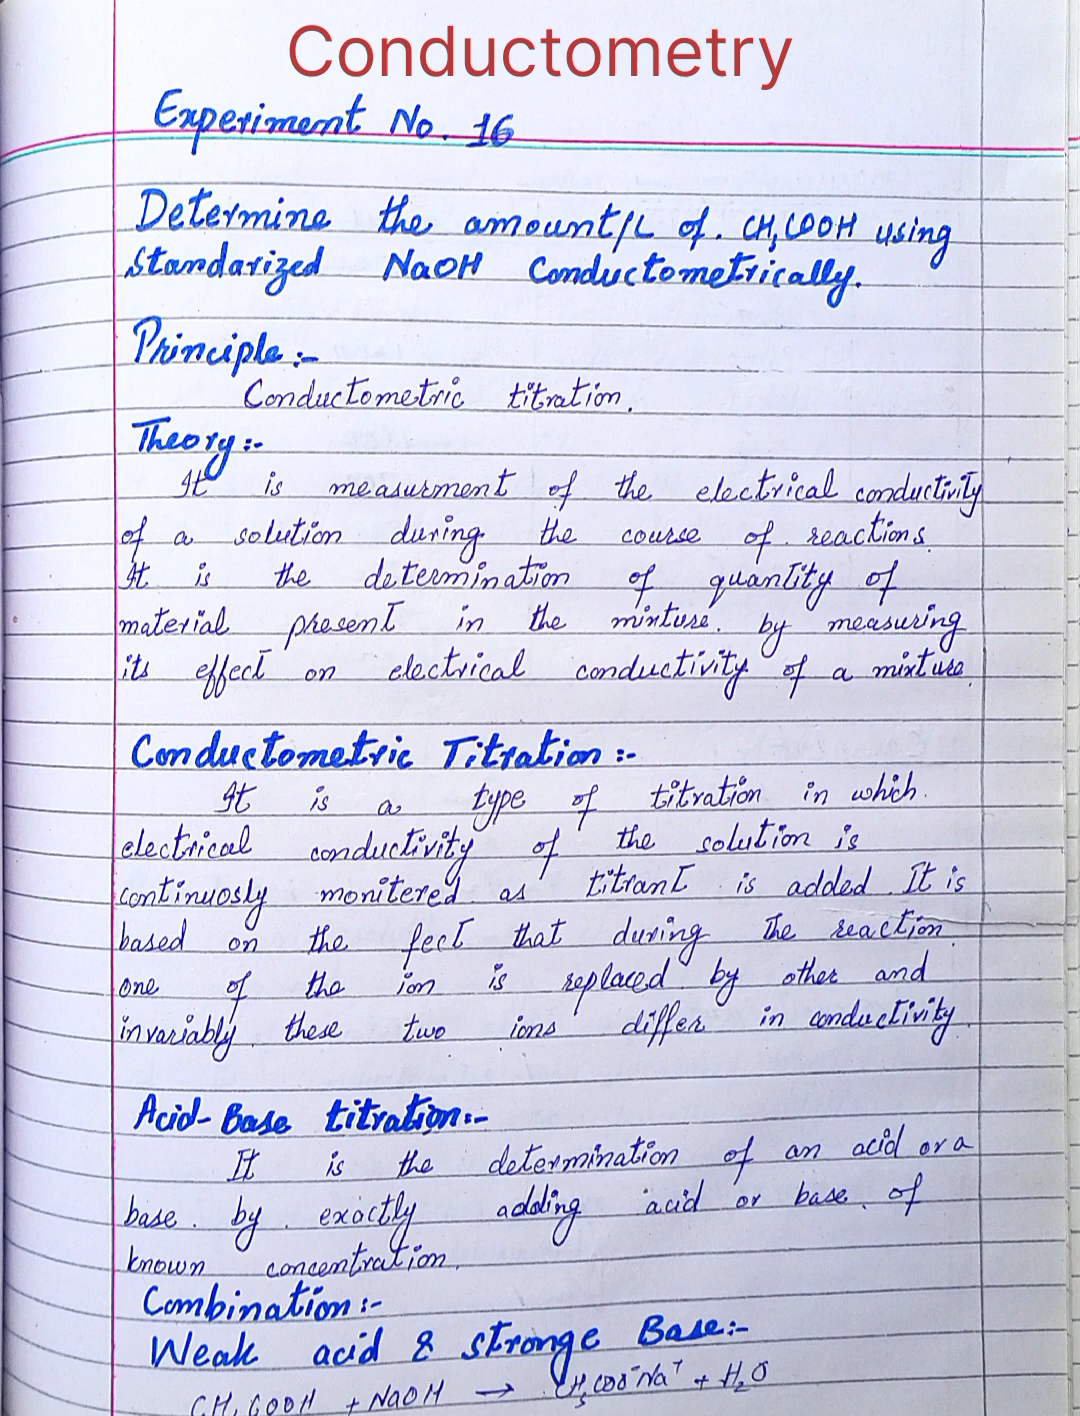 Conductometry
Experiment No. 16
Determine the amount/L of. CH₃COOH using
Standarized NaOH Conductometrically.
Principle:-
Conductometric titration.
Theory:-
It is measurment of the electrical conductivity
of a solution during the course of reactions.
It is the determination of quantity of
material present in the mixture. by measuring
its effect on electrical conductivity of a mixture.
Conductometric Titration:-
It is a type of titration in which.
electrical conductivity of the solution is
continuosly monitered as titrant is added. It is
based on the fect that during the reaction
one of the ion is replaced by other and
invariably these two ions differ in conductivity.
Acid-Base titration:-
It is the determination of an acid or a
base. by. exactly adding acid or base. of
known concentration.
Combination:-
Weak acid & stronge Base:-
CH₃COOH + NaOH → CH₃COO⁻Na⁺ + H₂O